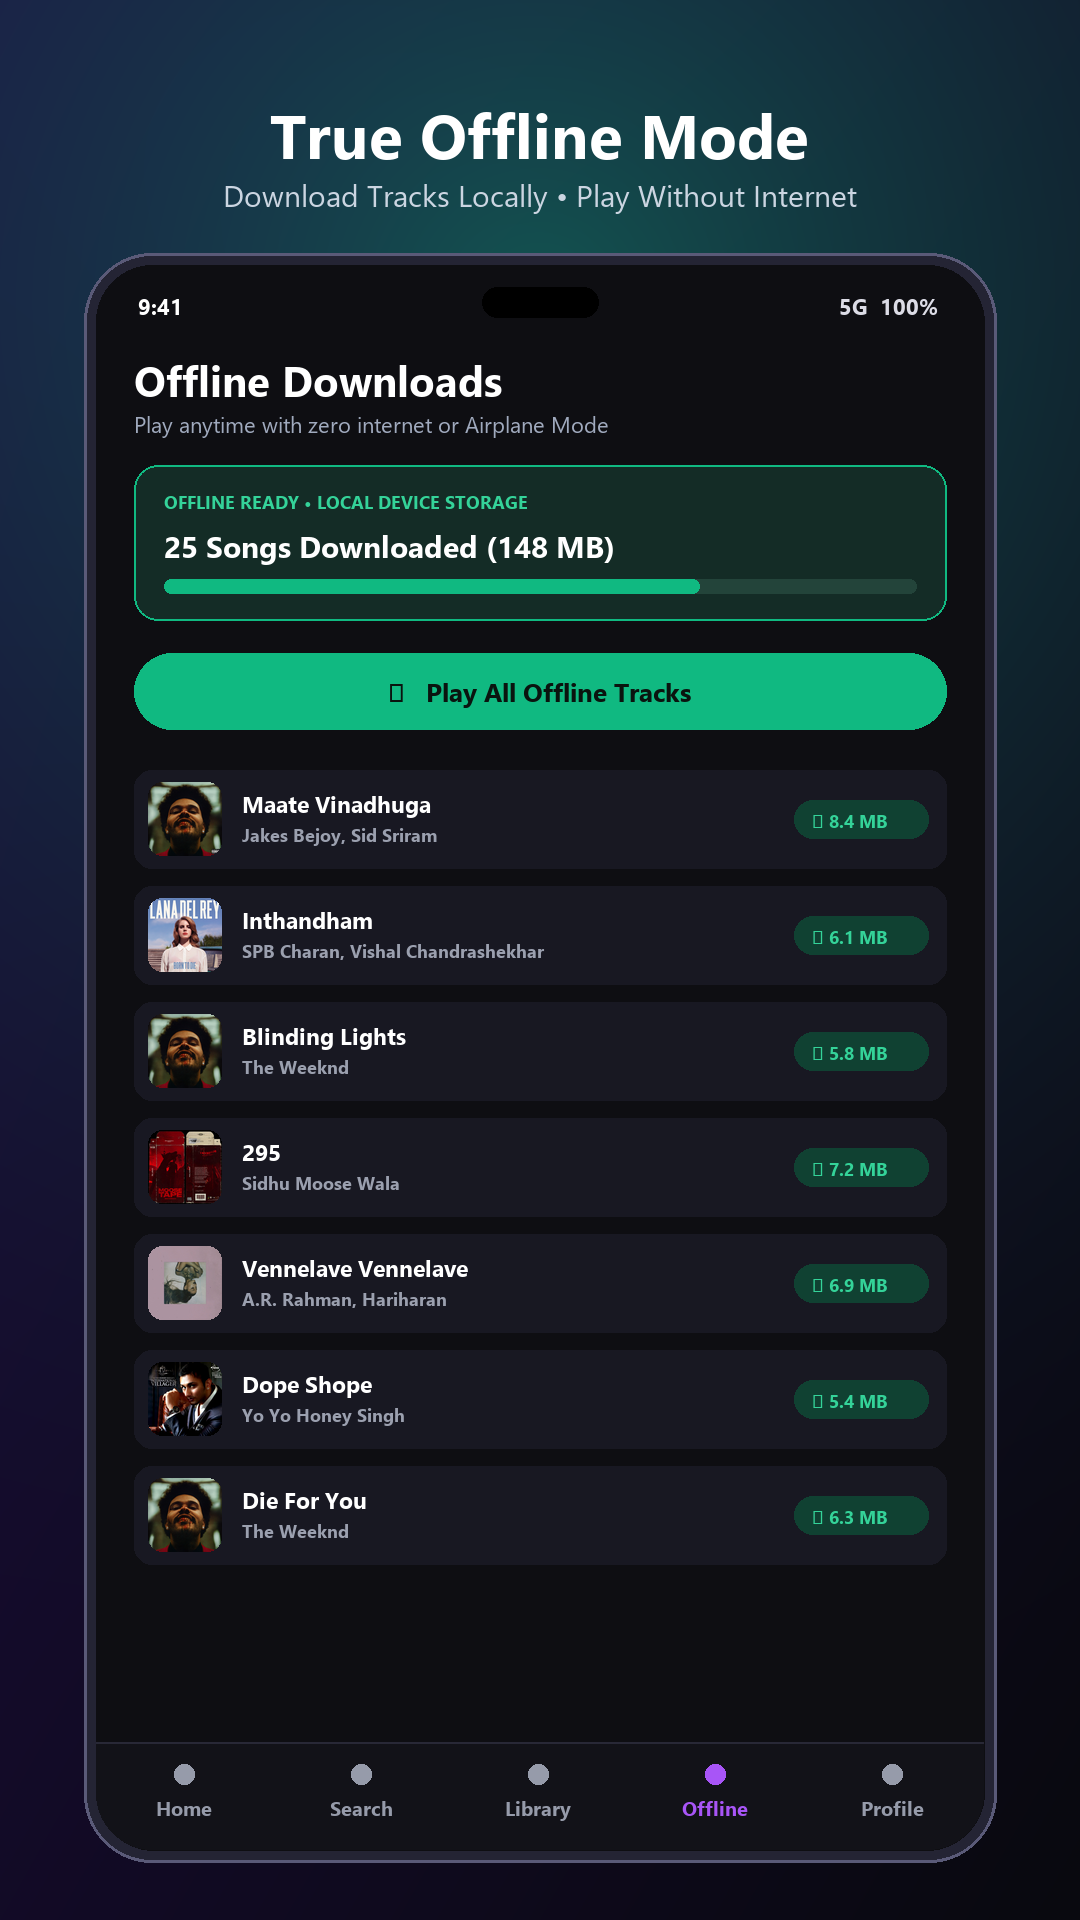 True Offline Mode
Download Tracks Locally • Play Without Internet
9:41
5G 100%
Offline Downloads
Play anytime with zero internet or Airplane Mode
OFFLINE READY • LOCAL DEVICE STORAGE
25 Songs Downloaded (148 MB)
Play All Offline Tracks
Maate Vinadhuga
Jakes Bejoy, Sid Sriram
8.4 MB
LANA DEL REY
Inthandham
SPB Charan, Vishal Chandrashekhar
6.1 MB
Blinding Lights
The Weeknd
5.8 MB
295
Sidhu Moose Wala
7.2 MB
Vennelave Vennelave
A.R. Rahman, Hariharan
6.9 MB
Dope Shope
Yo Yo Honey Singh
5.4 MB
Die For You
The Weeknd
6.3 MB
Home
Search
Library
Offline
Profile